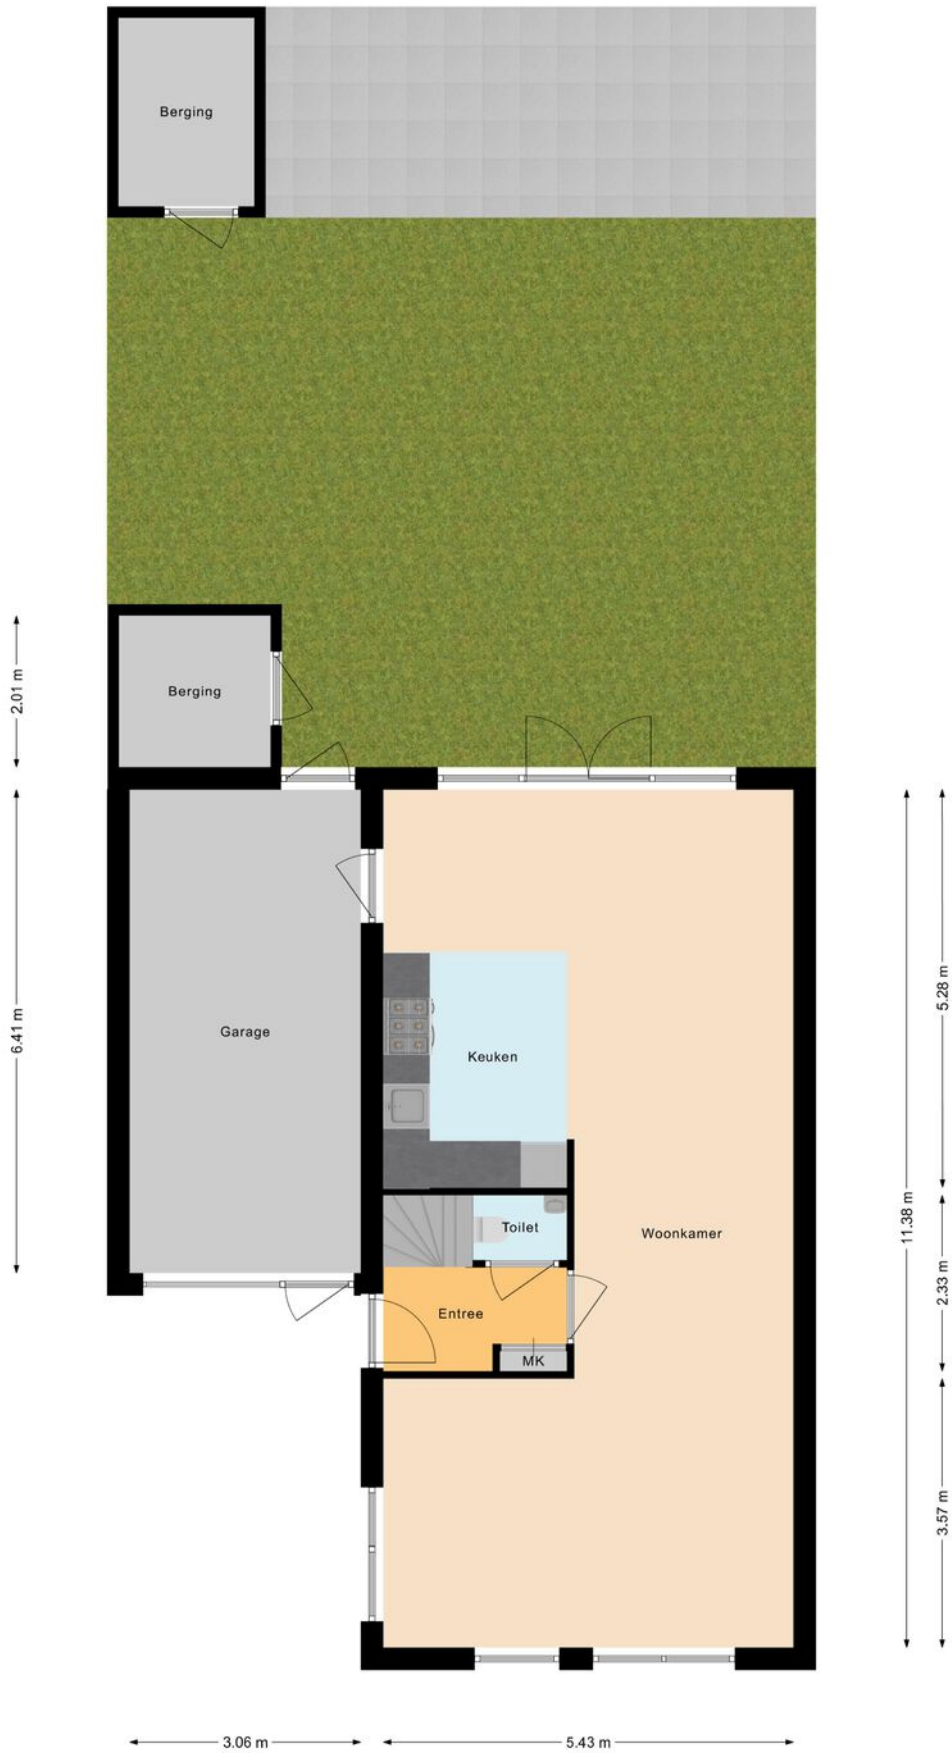 Berging
Berging
2.01 m
Garage
6.41 m
Keuken
5.28 m
11.38 m
Toilet
Woonkamer
2.33 m
Entree
MK
3.57 m
3.06 m
5.43 m